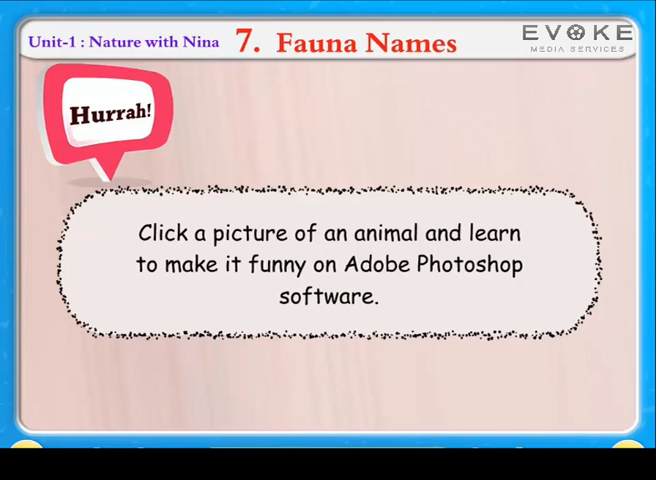 Unit-1 : Nature with Nina 7. Fauna Names
EVOKE
MEDIA SERVICES
Hurrah!
Click a picture of an animal and learn
to make it funny on Adobe Photoshop
software.